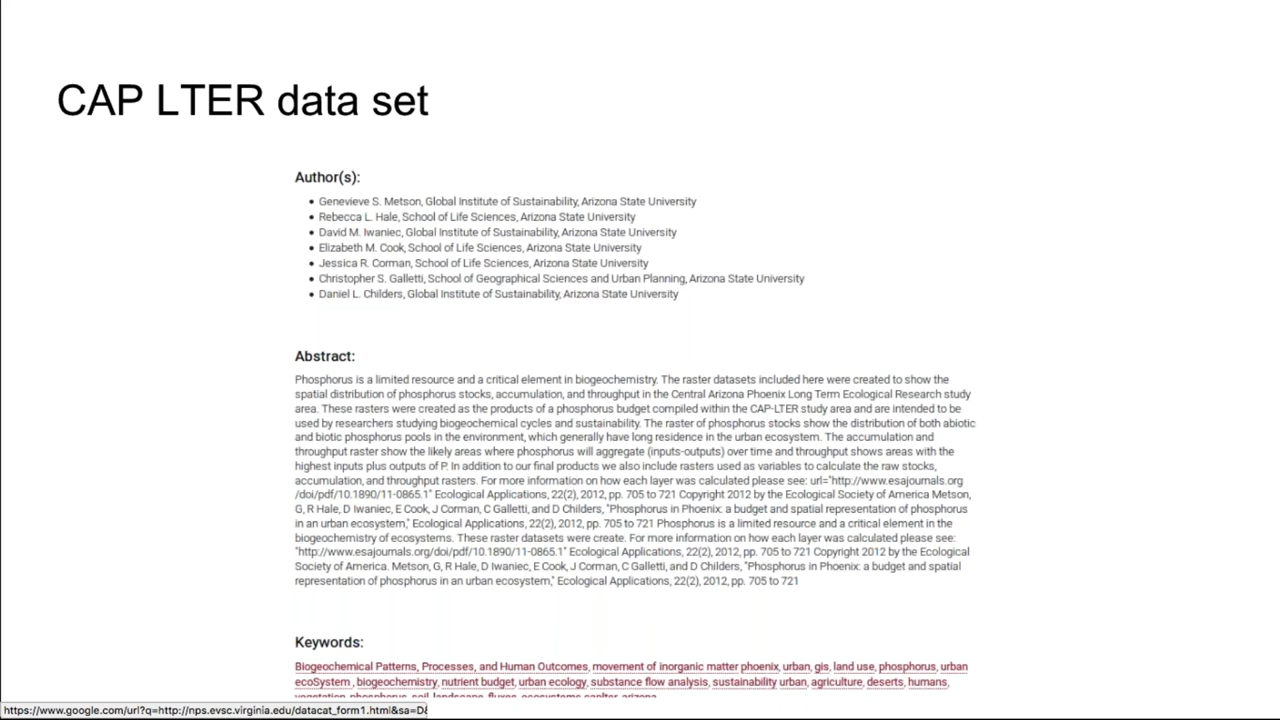 CAP LTER data set
Author(s):
Genevieve S. Metson, Global Institute of Sustainability, Arizona State University
Rebecca L. Hale, School of Life Sciences, Arizona State University
David M. Iwaniec, Global Institute of Sustainability, Arizona State University
Elizabeth M. Cook, School of Life Sciences, Arizona State University
Jessica R. Corman, School of Life Sciences, Arizona State University
Christopher S. Galletti, School of Geographical Sciences and Urban Planning, Arizona State University
Daniel L. Childers, Global Institute of Sustainability, Arizona State University
Abstract:
Phosphorus is a limited resource and a critical element in biogeochemistry. The raster datasets included here were created to show the
spatial distribution of phosphorus stocks, accumulation, and throughput in the Central Arizona Phoenix Long Term Ecological Research study
area. These rasters were created as the products of a phosphorus budget compiled within the CAP-LTER study area and are intended to be
used by researchers studying biogeochemical cycles and sustainability. The raster of phosphorus stocks show the distribution of both abiotic
and biotic phosphorus pools in the environment, which generally have long residence in the urban ecosystem. The accumulation and
throughput raster show the likely areas where phosphorus will aggregate (inputs-outputs) over time and throughput shows areas with the
highest inputs plus outputs of P. In addition to our final products we also include rasters used as variables to calculate the raw stocks,
accumulation, and throughput rasters. For more information on how each layer was calculated please see: url="http://www.esajournals.org
/doi/pdf/10.1890/11-0865.1" Ecological Applications, 22(2), 2012, pp. 705 to 721 Copyright 2012 by the Ecological Society of America Metson,
G, R Hale, D Iwaniec, E Cook, J Corman, C Galletti, and D Childers, "Phosphorus in Phoenix: a budget and spatial representation of phosphorus
in an urban ecosystem," Ecological Applications, 22(2), 2012, pp. 705 to 721 Phosphorus is a limited resource and a critical element in the
biogeochemistry of ecosystems. These raster datasets were create. For more information on how each layer was calculated please see:
"http://www.esajournals.org/doi/pdf/10.1890/11-0865.1" Ecological Applications, 22(2), 2012, pp. 705 to 721 Copyright 2012 by the Ecological
Society of America. Metson, G, R Hale, D Iwaniec, E Cook, J Corman, C Galletti, and D Childers, "Phosphorus in Phoenix: a budget and spatial
representation of phosphorus in an urban ecosystem," Ecological Applications, 22(2), 2012, pp. 705 to 721
Keywords:
Biogeochemical Patterns, Processes, and Human Outcomes, movement of inorganic matter phoenix, urban, gis, land use, phosphorus, urban
ecoSystem , biogeochemistry, nutrient budget, urban ecology, substance flow analysis, sustainability urban, agriculture, deserts, humans,
vegetation, phosphorus, soil, landscape, fluxes, ecosystems, caplter, arizona
https://www.google.com/url?q=http://nps.evsc.virginia.edu/datacat_form1.html&sa=D&